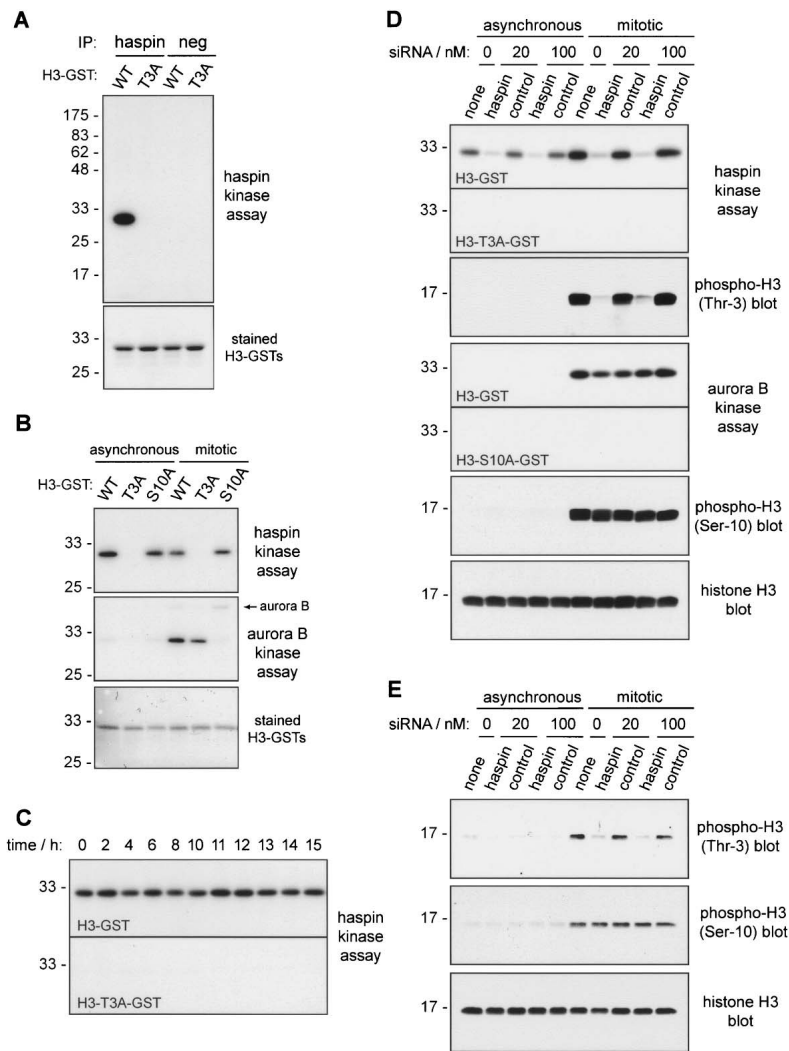 A
IP: haspin neg
H3-GST: WT T3A WT T3A
175 -
83 -
62 -
48 -
33 -
25 -
17 -
haspin
kinase
assay
33 -
25 -
stained
H3-GSTs
B
asynchronous mitotic
H3-GST: WT T3A S10A WT T3A S10A
33 -
25 -
haspin
kinase
assay
← aurora B
33 -
25 -
aurora B
kinase
assay
33 -
25 -
stained
H3-GSTs
C
time / h: 0 2 4 6 8 10 11 12 13 14 15
33 -
H3-GST
33 -
H3-T3A-GST
haspin
kinase
assay
D
asynchronous mitotic
siRNA / nM: 0 20 100 0 20 100
none haspin control haspin control none haspin control haspin control
33 -
H3-GST
33 -
H3-T3A-GST
haspin
kinase
assay
17 -
phospho-H3
(Thr-3) blot
33 -
H3-GST
33 -
H3-S10A-GST
aurora B
kinase
assay
17 -
phospho-H3
(Ser-10) blot
17 -
histone H3
blot
E
asynchronous mitotic
siRNA / nM: 0 20 100 0 20 100
none haspin control haspin control none haspin control haspin control
17 -
phospho-H3
(Thr-3) blot
17 -
phospho-H3
(Ser-10) blot
17 -
histone H3
blot